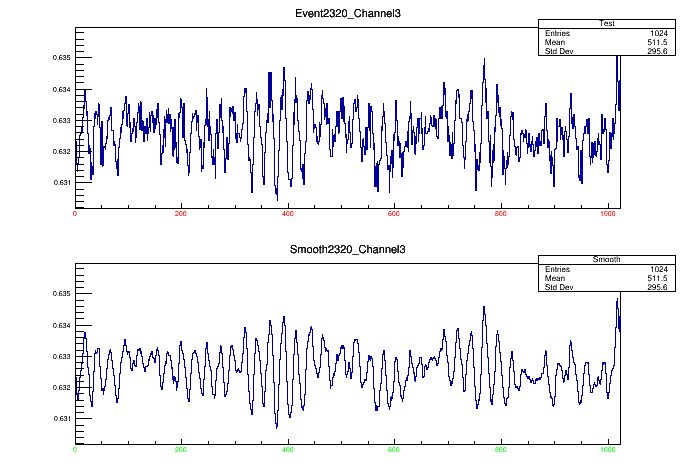 Event2320_Channel3
Test
Entries 1024
Mean 511.5
Std Dev 295.6
0.635
0.634
0.633
0.632
0.631
0 200 400 600 800 1000
Smooth2320_Channel3
Smooth
Entries 1024
Mean 511.5
Std Dev 295.6
0.635
0.634
0.633
0.632
0.631
0 200 400 600 800 1000